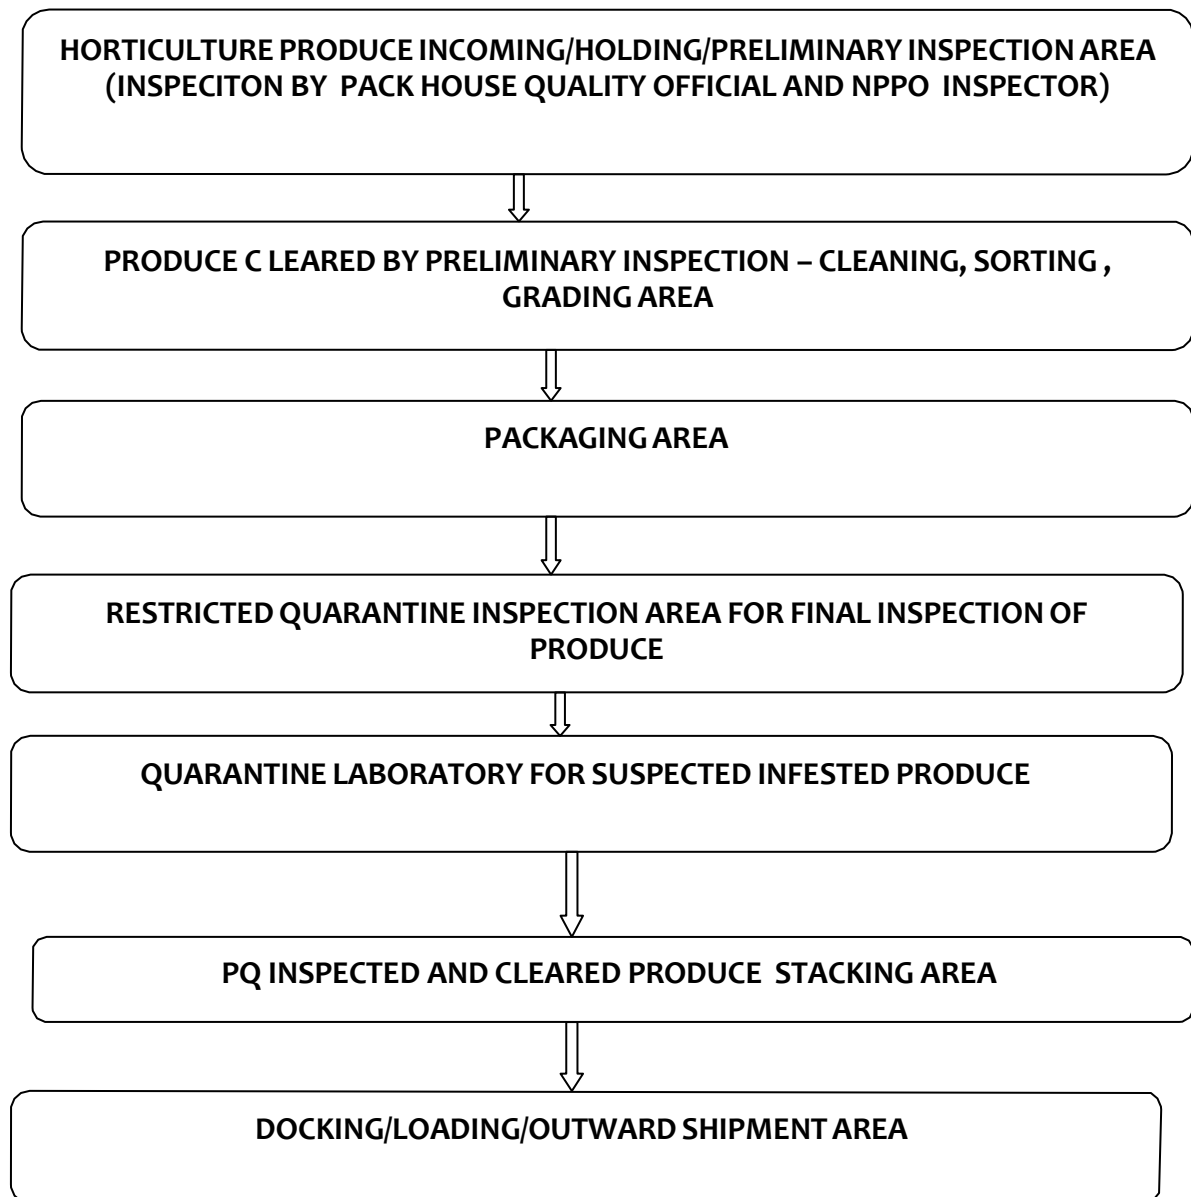 HORTICULTURE PRODUCE INCOMING/HOLDING/PRELIMINARY INSPECTION AREA
(INSPECITON BY PACK HOUSE QUALITY OFFICIAL AND NPPO INSPECTOR)
PRODUCE C LEARED BY PRELIMINARY INSPECTION – CLEANING, SORTING ,
GRADING AREA
PACKAGING AREA
RESTRICTED QUARANTINE INSPECTION AREA FOR FINAL INSPECTION OF
PRODUCE
QUARANTINE LABORATORY FOR SUSPECTED INFESTED PRODUCE
PQ INSPECTED AND CLEARED PRODUCE STACKING AREA
DOCKING/LOADING/OUTWARD SHIPMENT AREA